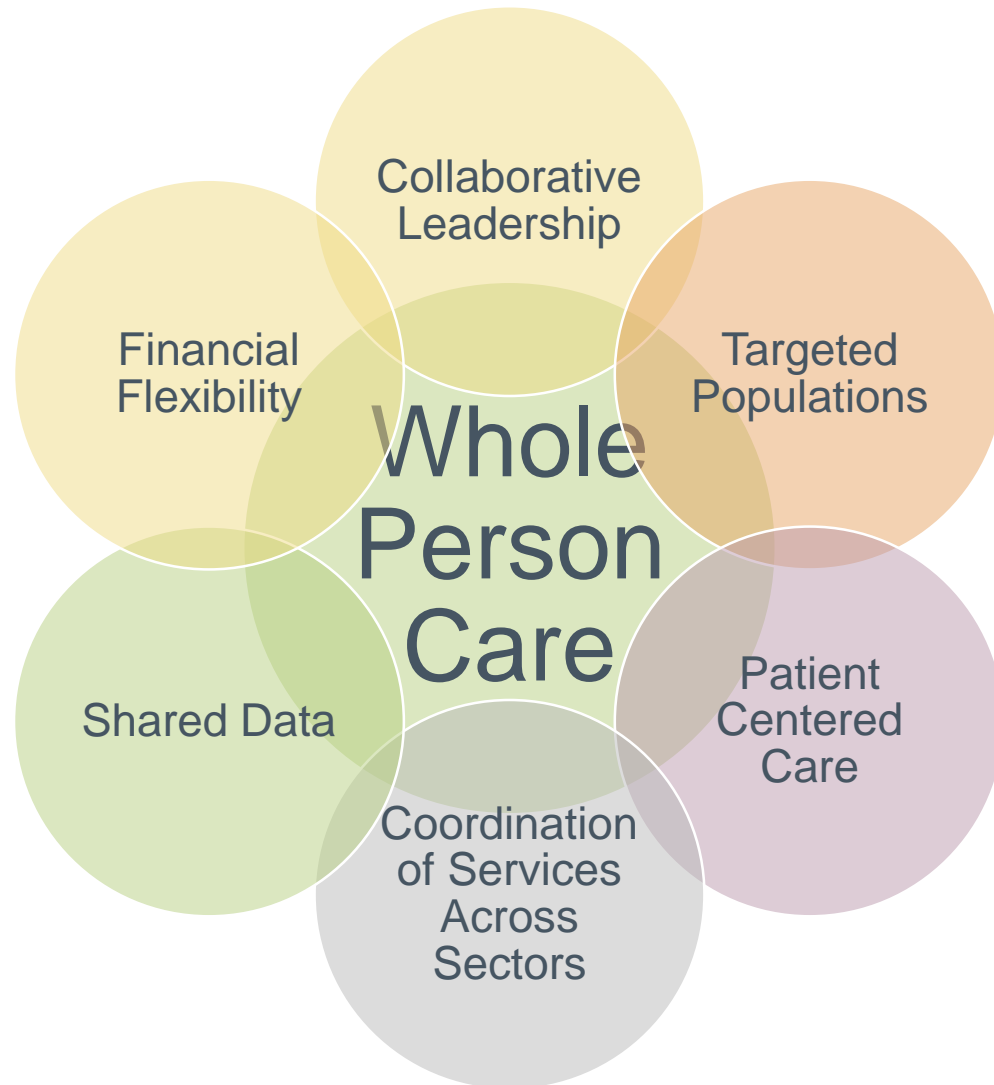 Collaborative
Leadership
Financial
Flexibility
Targeted
Populations
Whole
Person
Care
Shared Data
Patient
Centered
Care
Coordination
of Services
Across
Sectors